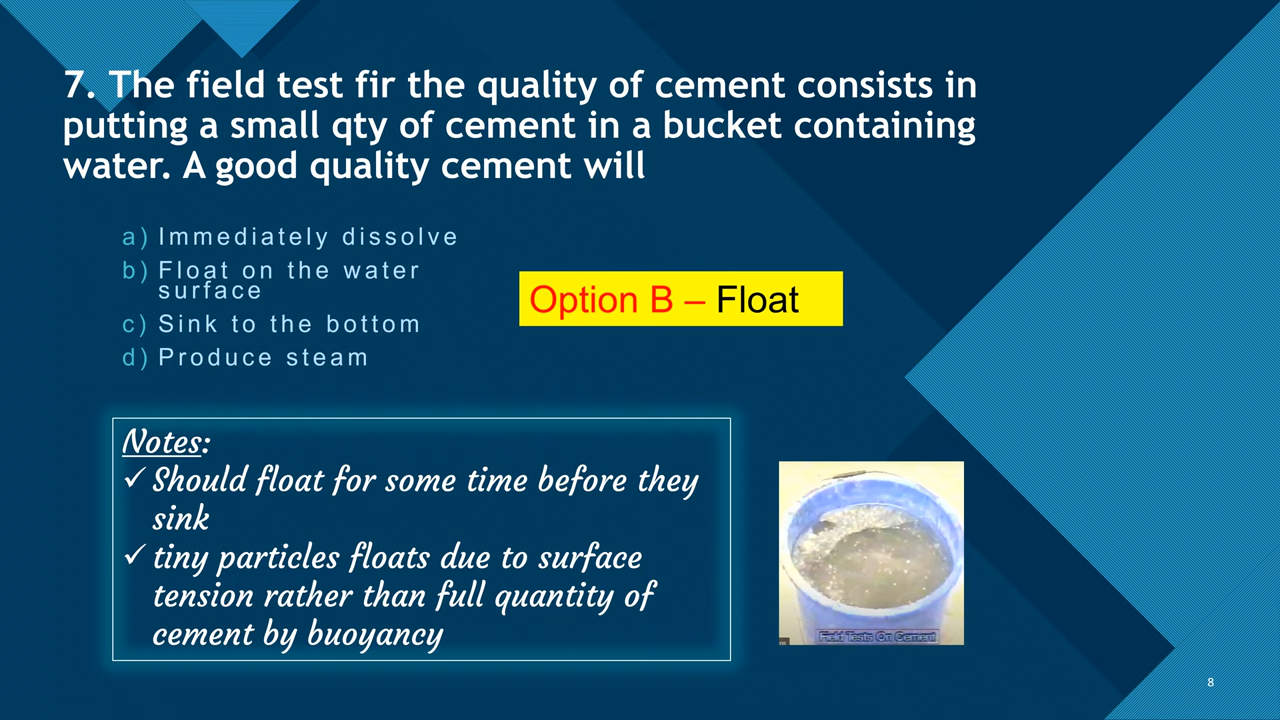 7. The field test fir the quality of cement consists in
putting a small qty of cement in a bucket containing
water. A good quality cement will
a) Immediately dissolve
b) Float on the water
surface
c) Sink to the bottom
d) Produce steam
Option B – Float
Notes:
✓ Should float for some time before they
sink
✓ tiny particles floats due to surface
tension rather than full quantity of
cement by buoyancy
Field Tests On Cement
8